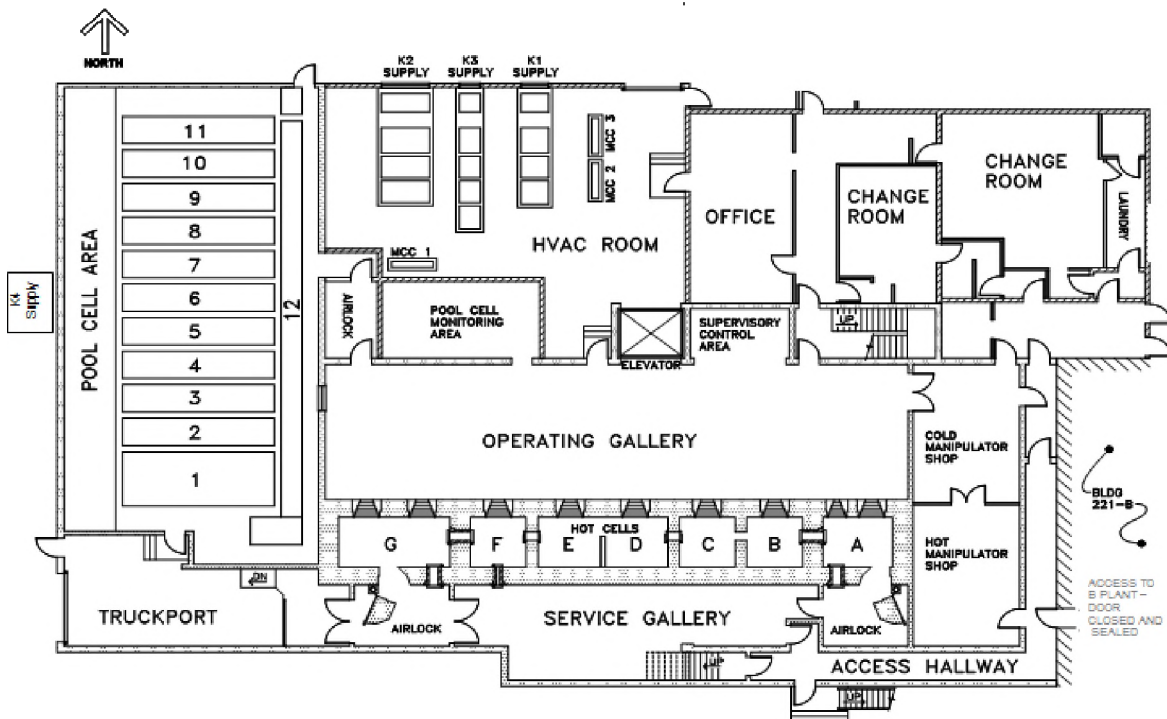 NORTH
K2
SUPPLY
K3
SUPPLY
K1
SUPPLY
11
10
9
8
7
6
5
4
3
2
1
12
POOL CELL AREA
K4
Supply
MCC 3
MCC 2
MCC 1
HVAC ROOM
OFFICE
CHANGE
ROOM
CHANGE
ROOM
LAUNDRY
AIRLOCK
POOL CELL
MONITORING
AREA
ELEVATOR
SUPERVISORY
CONTROL
AREA
UP
OPERATING GALLERY
COLD
MANIPULATOR
SHOP
BLDG
221-B
HOT CELLS
G
F
E
D
C
B
A
HOT
MANIPULATOR
SHOP
ACCESS TO
B PLANT –
DOOR
CLOSED AND
SEALED
DN
TRUCKPORT
AIRLOCK
SERVICE GALLERY
AIRLOCK
UP
ACCESS HALLWAY
UP